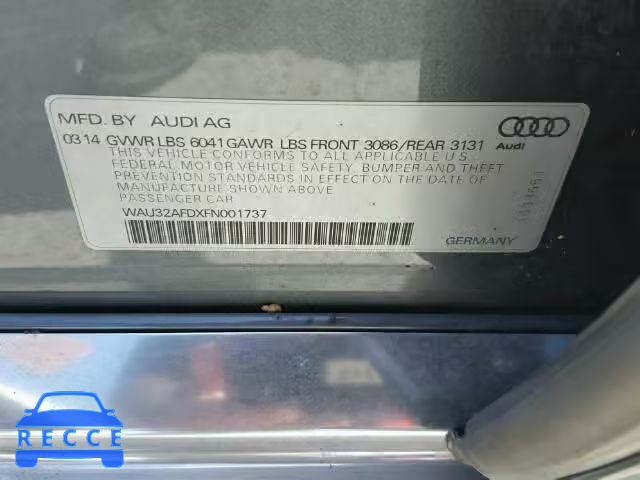 MFD. BY AUDI AG
03 14 GVWR LBS 6041 GAWR LBS FRONT 3086/REAR 3131
Audi
THIS VEHICLE CONFORMS TO ALL APPLICABLE U.S.
FEDERAL MOTOR VEHICLE SAFETY, BUMPER AND THEFT
PREVENTION STANDARDS IN EFFECT ON THE DATE OF
MANUFACTURE SHOWN ABOVE
PASSENGER CAR
WAU32AFDXFN001737
GERMANY
RECCE